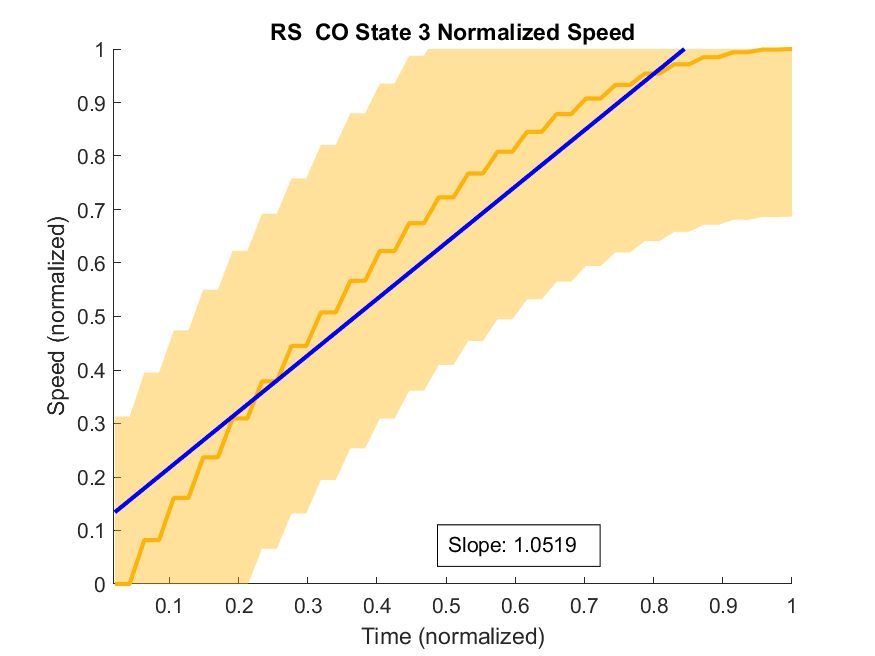 RS  CO State 3 Normalized Speed
1
0.9
0.8
0.7
0.6
0.5
0.4
0.3
0.2
0.1
0
Speed (normalized)
Slope: 1.0519
0.1 0.2 0.3 0.4 0.5 0.6 0.7 0.8 0.9 1
Time (normalized)